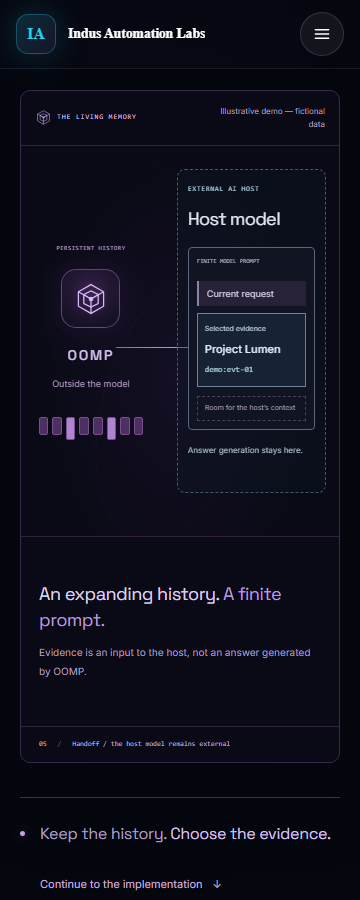 IA
Indus Automation Labs
THE LIVING MEMORY
Illustrative demo — fictional
data
EXTERNAL AI HOST
Host model
PERSISTENT HISTORY
FINITE MODEL PROMPT
Current request
Selected evidence
Project Lumen
demo:evt-01
OOMP
Outside the model
Room for the host's context
Answer generation stays here.
An expanding history. A finite
prompt.
Evidence is an input to the host, not an answer generated
by OOMP.
05 / Handoff / the host model remains external
Keep the history. Choose the evidence.
Continue to the implementation ↓